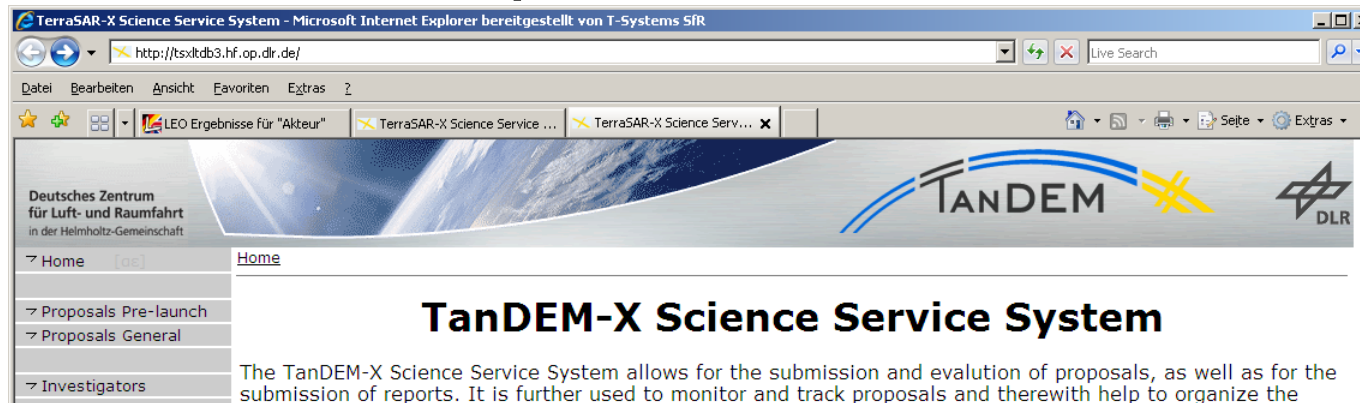 TerraSAR-X Science Service System - Microsoft Internet Explorer bereitgestellt von T-Systems SfR
http://tsxltdb3.hf.op.dlr.de/
Live Search
Datei Bearbeiten Ansicht Favoriten Extras ?
LEO Ergebnisse für "Akteur"
TerraSAR-X Science Service ...
TerraSAR-X Science Serv...
Seite
Extras
Deutsches Zentrum
für Luft- und Raumfahrt
in der Helmholtz-Gemeinschaft
TanDEM
DLR
Home
Home
Proposals Pre-launch
Proposals General
Investigators
TanDEM-X Science Service System
The TanDEM-X Science Service System allows for the submission and evalution of proposals, as well as for the
submission of reports. It is further used to monitor and track proposals and therewith help to organize the